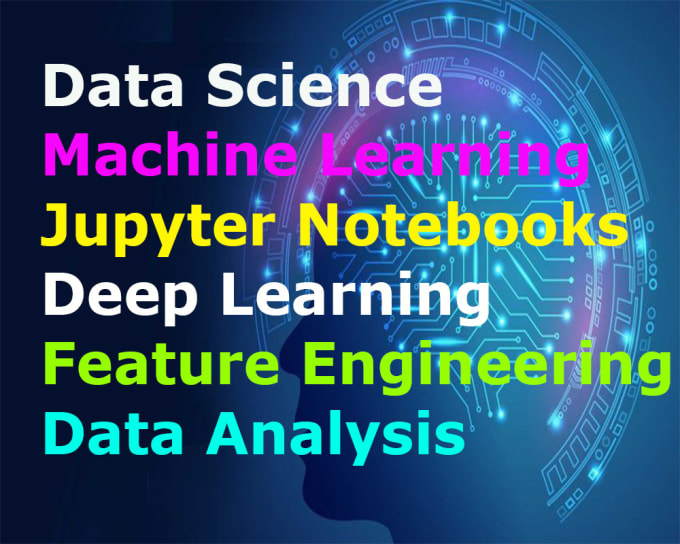 Data Science
Machine Learning
Jupyter Notebooks
Deep Learning
Feature Engineering
Data Analysis